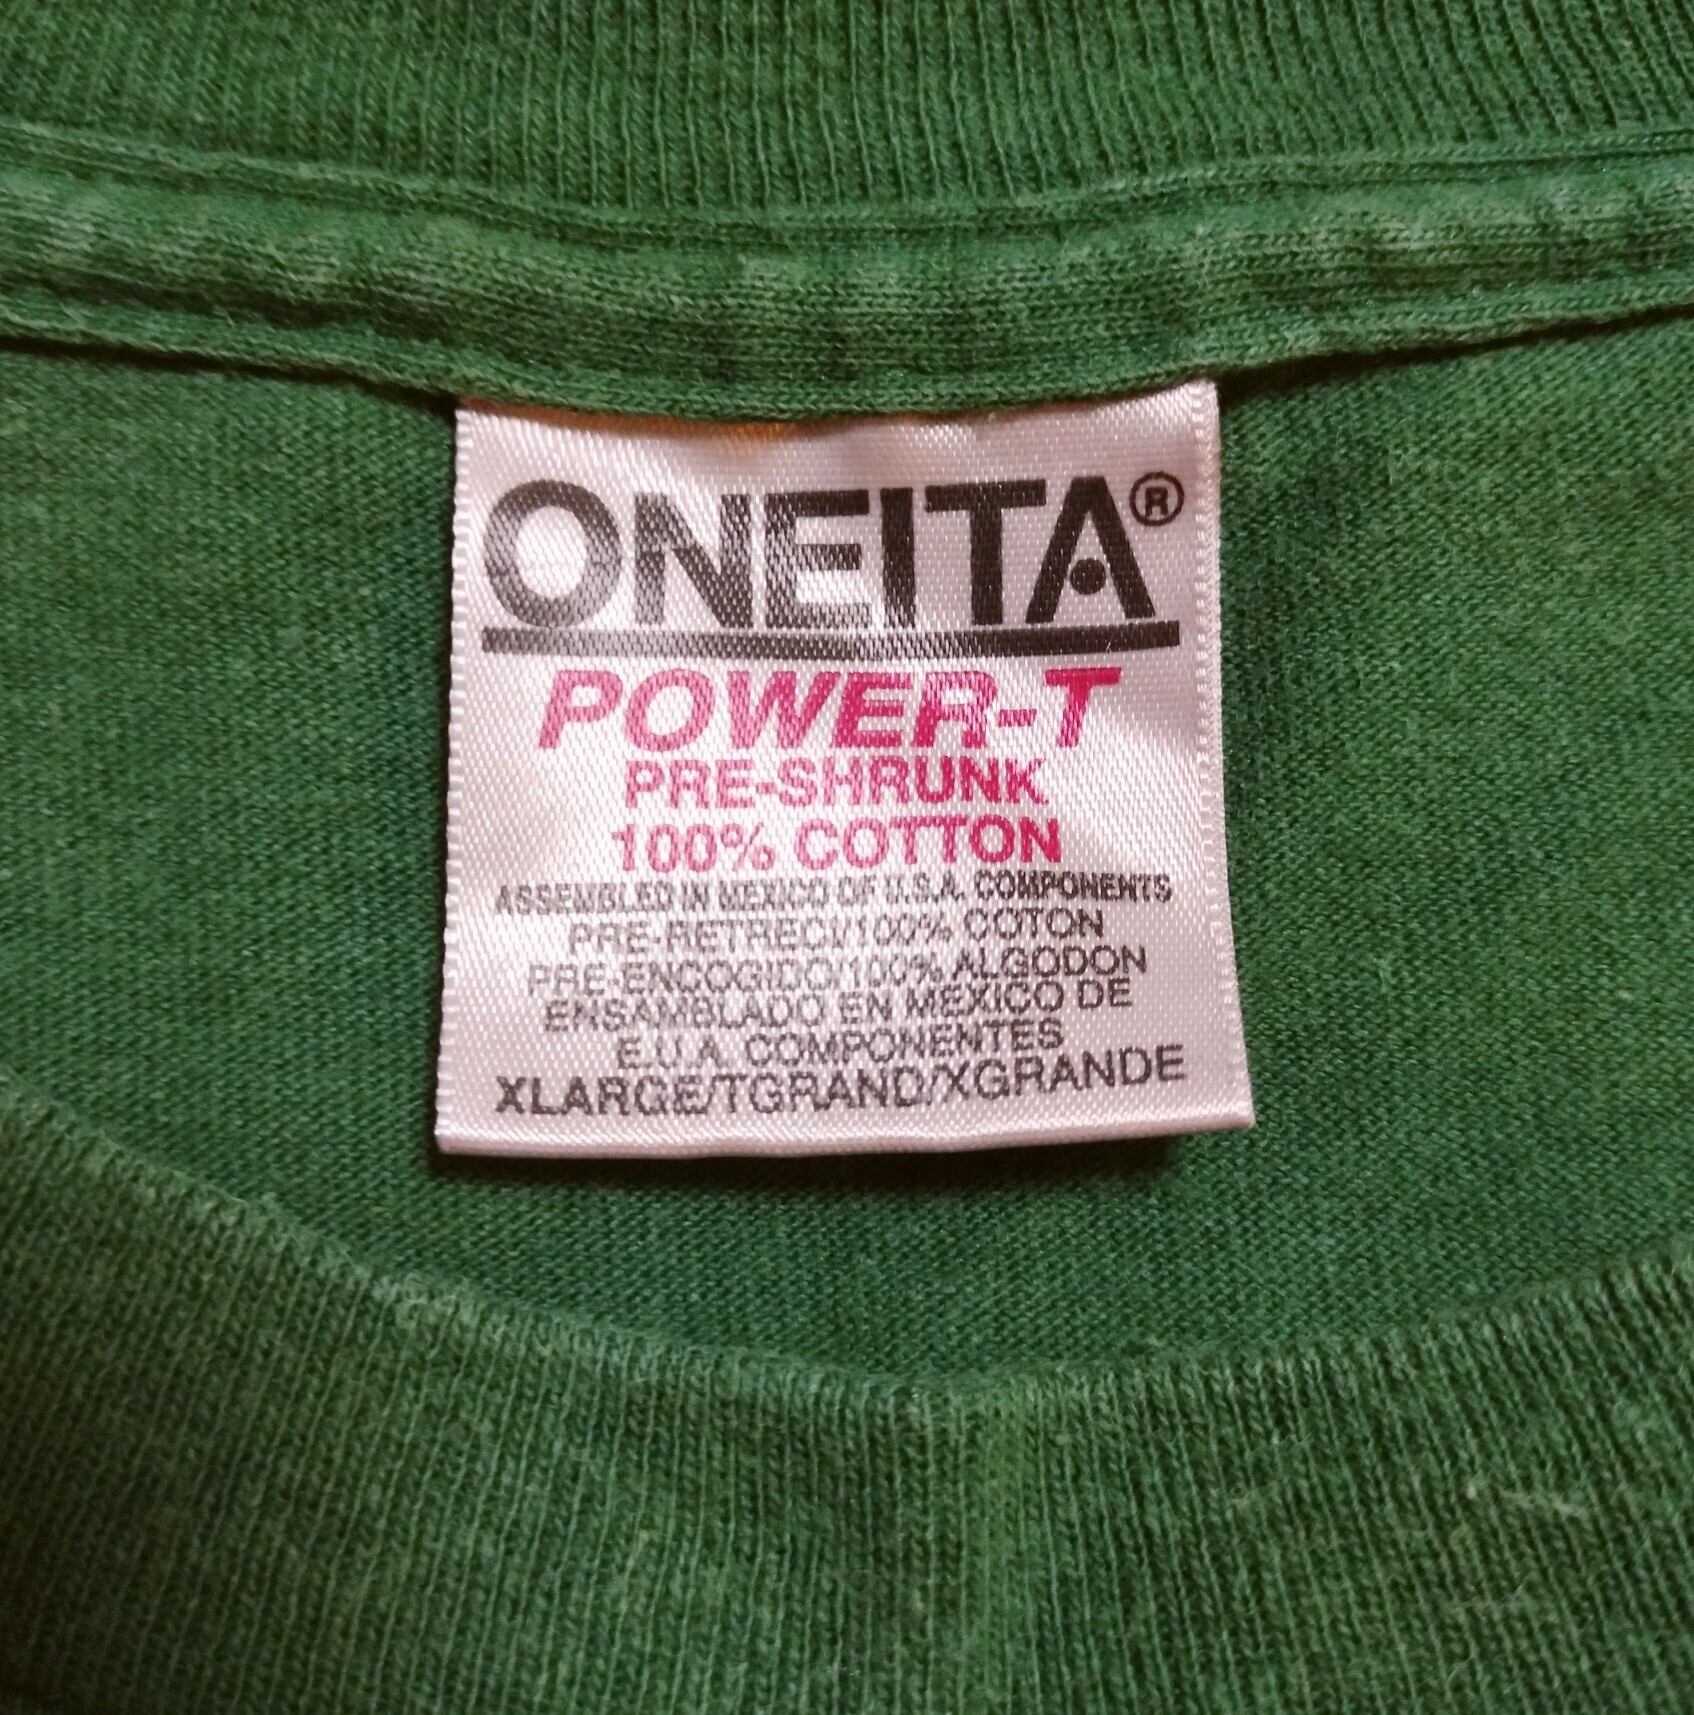 ONEITA®
POWER-T
PRE-SHRUNK
100% COTTON
ASSEMBLED IN MEXICO OF U.S.A. COMPONENTS
PRE-RETRECI/100% COTON
PRE-ENCOGIDO/100% ALGODON
ENSAMBLADO EN MEXICO DE
E.U.A. COMPONENTES
XLARGE/TGRAND/XGRANDE